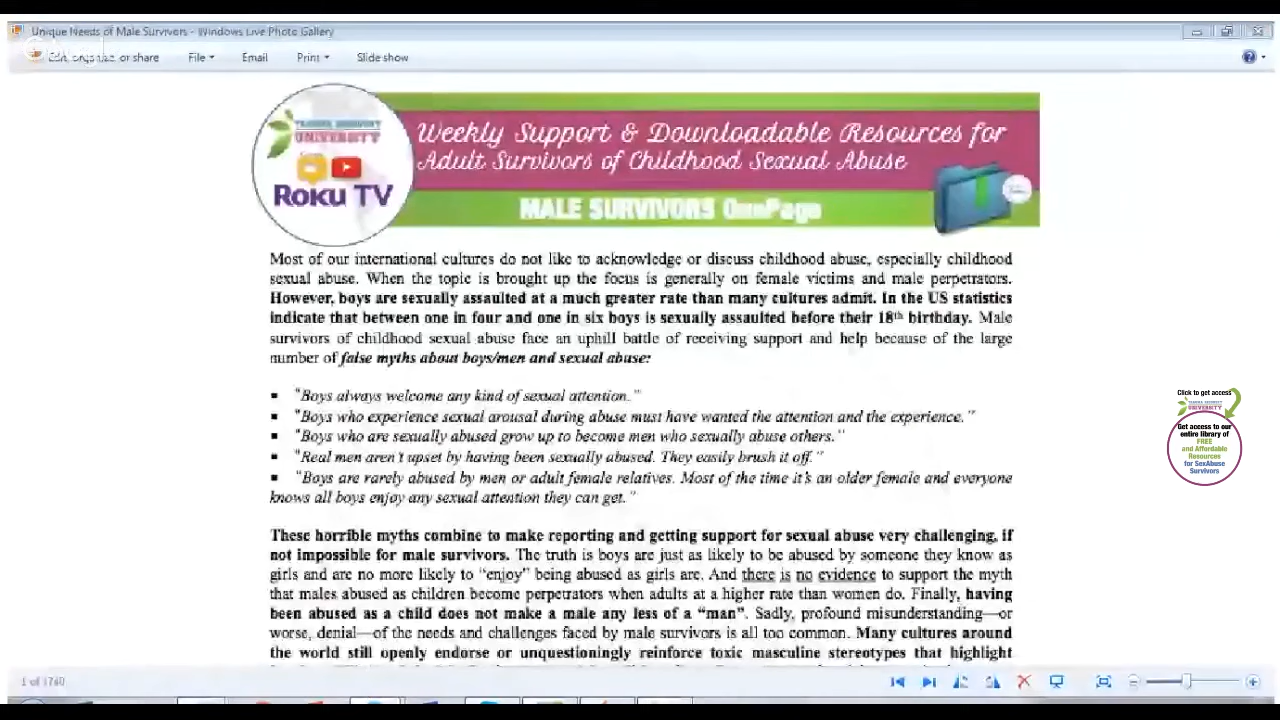 Unique Needs of Male Survivors - Windows Live Photo Gallery
Edit, organize, or share File Email Print Slide show
TRAUMA RECOVERY
UNIVERSITY
ROKU TV
Weekly Support & Downloadable Resources for
Adult Survivors of Childhood Sexual Abuse
MALE SURVIVORS OnePage
Most of our international cultures do not like to acknowledge or discuss childhood abuse, especially childhood
sexual abuse. When the topic is brought up the focus is generally on female victims and male perpetrators.
However, boys are sexually assaulted at a much greater rate than many cultures admit. In the US statistics
indicate that between one in four and one in six boys is sexually assaulted before their 18th birthday. Male
survivors of childhood sexual abuse face an uphill battle of receiving support and help because of the large
number of false myths about boys/men and sexual abuse:
▪ "Boys always welcome any kind of sexual attention."
▪ "Boys who experience sexual arousal during abuse must have wanted the attention and the experience."
▪ "Boys who are sexually abused grow up to become men who sexually abuse others."
▪ "Real men aren't upset by having been sexually abused. They easily brush it off."
▪ "Boys are rarely abused by men or adult female relatives. Most of the time it's an older female and everyone
knows all boys enjoy any sexual attention they can get."
These horrible myths combine to make reporting and getting support for sexual abuse very challenging, if
not impossible for male survivors. The truth is boys are just as likely to be abused by someone they know as
girls and are no more likely to "enjoy" being abused as girls are. And there is no evidence to support the myth
that males abused as children become perpetrators when adults at a higher rate than women do. Finally, having
been abused as a child does not make a male any less of a "man". Sadly, profound misunderstanding—or
worse, denial—of the needs and challenges faced by male survivors is all too common. Many cultures around
the world still openly endorse or unquestioningly reinforce toxic masculine stereotypes that highlight
Click to get access
TRAUMA RECOVERY
UNIVERSITY
Get access to our
entire library of
FREE
and Affordable
Resources
for SexAbuse
Survivors
1 of 1740